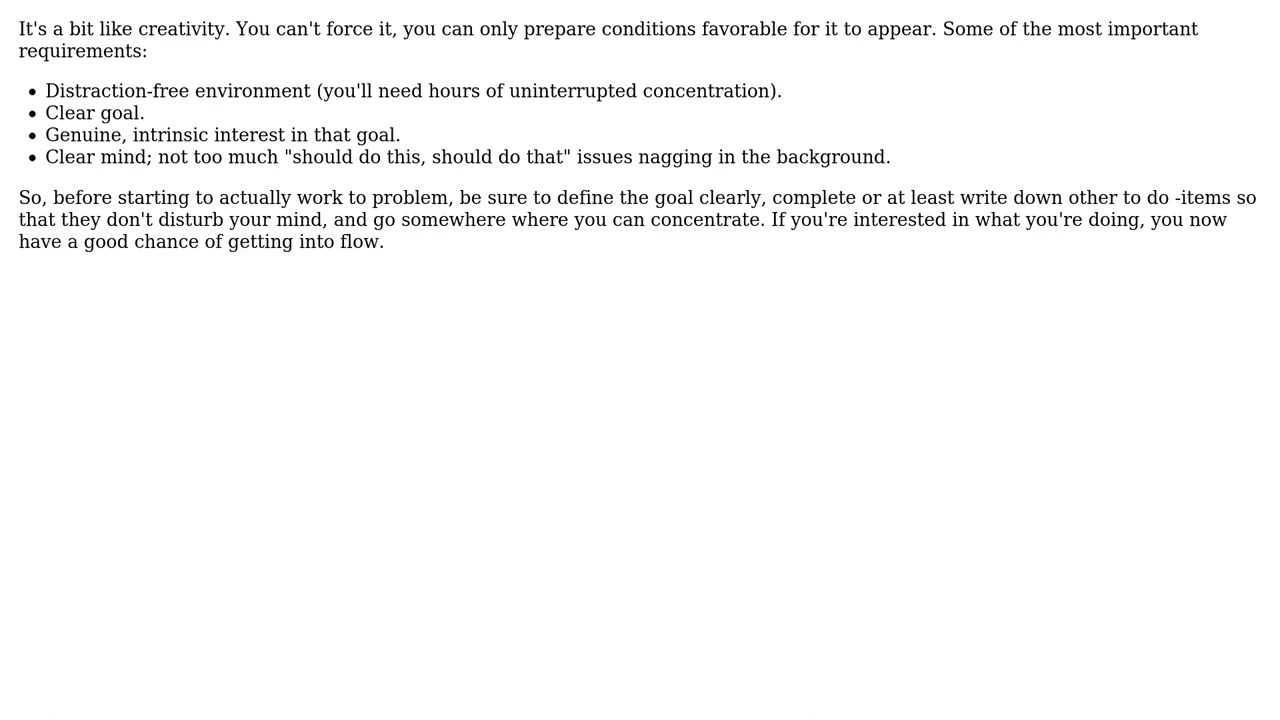 It's a bit like creativity. You can't force it, you can only prepare conditions favorable for it to appear. Some of the most important
requirements:
• Distraction-free environment (you'll need hours of uninterrupted concentration).
• Clear goal.
• Genuine, intrinsic interest in that goal.
• Clear mind; not too much "should do this, should do that" issues nagging in the background.
So, before starting to actually work to problem, be sure to define the goal clearly, complete or at least write down other to do -items so
that they don't disturb your mind, and go somewhere where you can concentrate. If you're interested in what you're doing, you now
have a good chance of getting into flow.